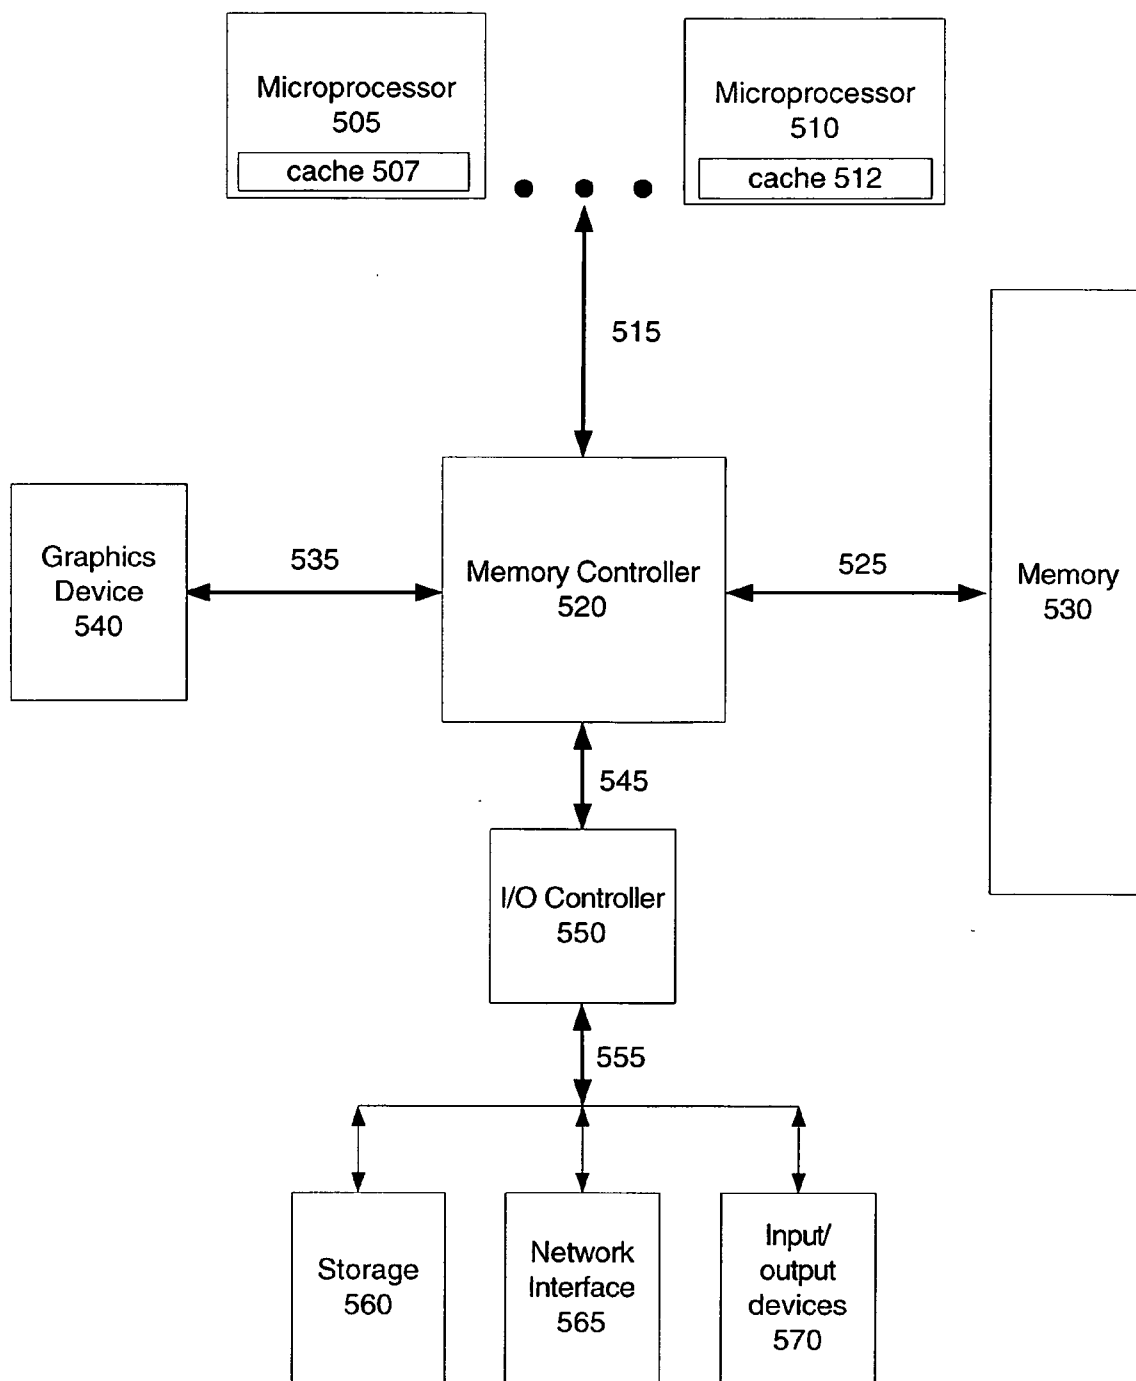 Microprocessor
505
cache 507
Microprocessor
510
cache 512
515
Graphics
Device
540
535
Memory Controller
520
525
Memory
530
545
I/O Controller
550
555
Storage
560
Network
Interface
565
Input/
output
devices
570